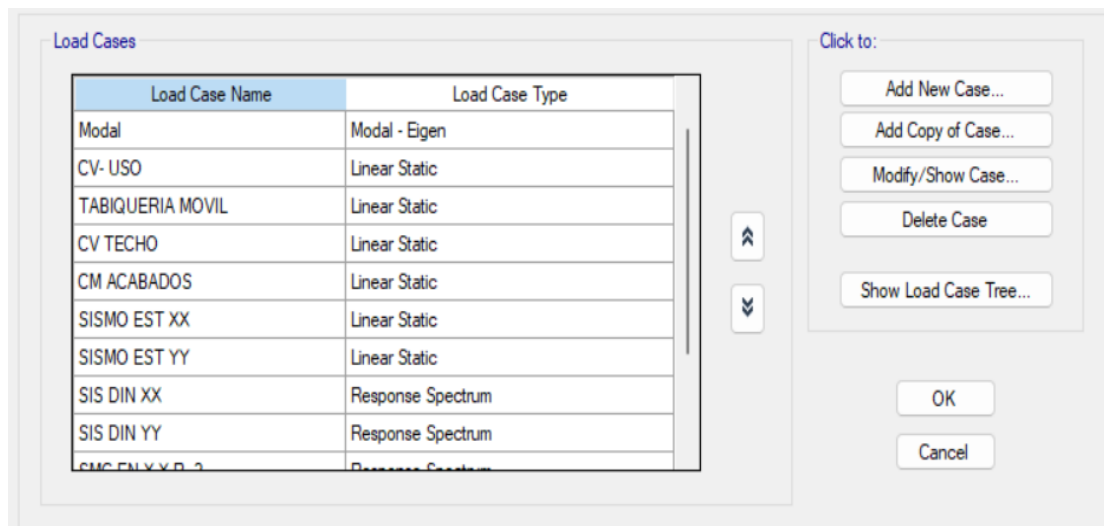 Load Cases
Click to:
Load Case Name Load Case Type
Modal Modal - Eigen
CV- USO Linear Static
TABIQUERIA MOVIL Linear Static
CV TECHO Linear Static
CM ACABADOS Linear Static
SISMO EST XX Linear Static
SISMO EST YY Linear Static
SIS DIN XX Response Spectrum
SIS DIN YY Response Spectrum
Response Spectrum
Add New Case...
Add Copy of Case...
Modify/Show Case...
Delete Case
Show Load Case Tree...
OK
Cancel